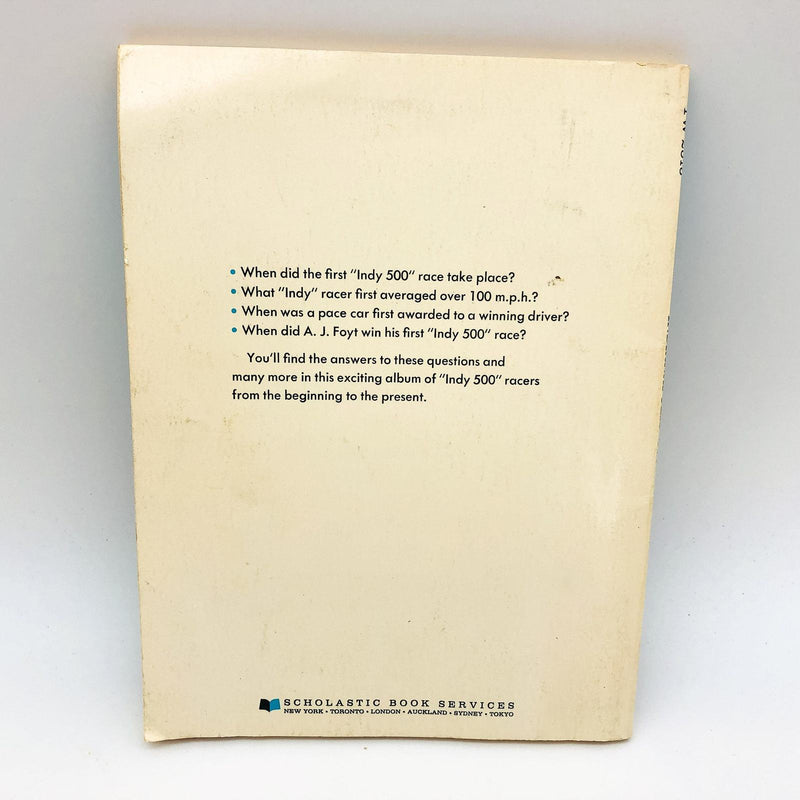 • When did the first "Indy 500" race take place?
• What "Indy" racer first averaged over 100 m.p.h.?
• When was a pace car first awarded to a winning driver?
• When did A. J. Foyt win his first "Indy 500" race?
You'll find the answers to these questions and
many more in this exciting album of "Indy 500" racers
from the beginning to the present.
SCHOLASTIC BOOK SERVICES
NEW YORK • TORONTO • LONDON • AUCKLAND • SYDNEY • TOKYO